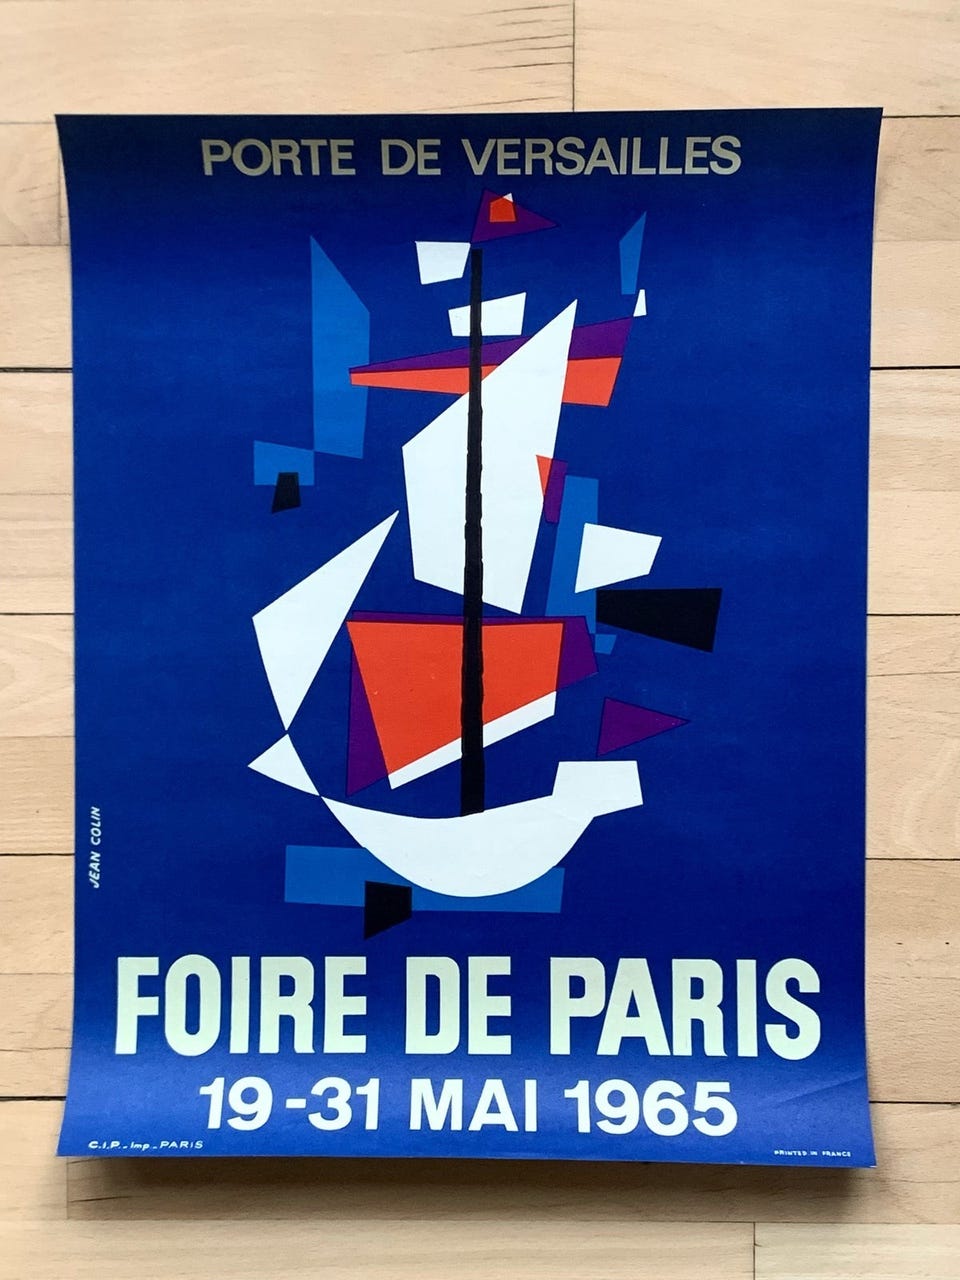 PORTE DE VERSAILLES
JEAN COLIN
FOIRE DE PARIS
19-31 MAI 1965
C.I.P. - Imp. - PARIS
PRINTED IN FRANCE